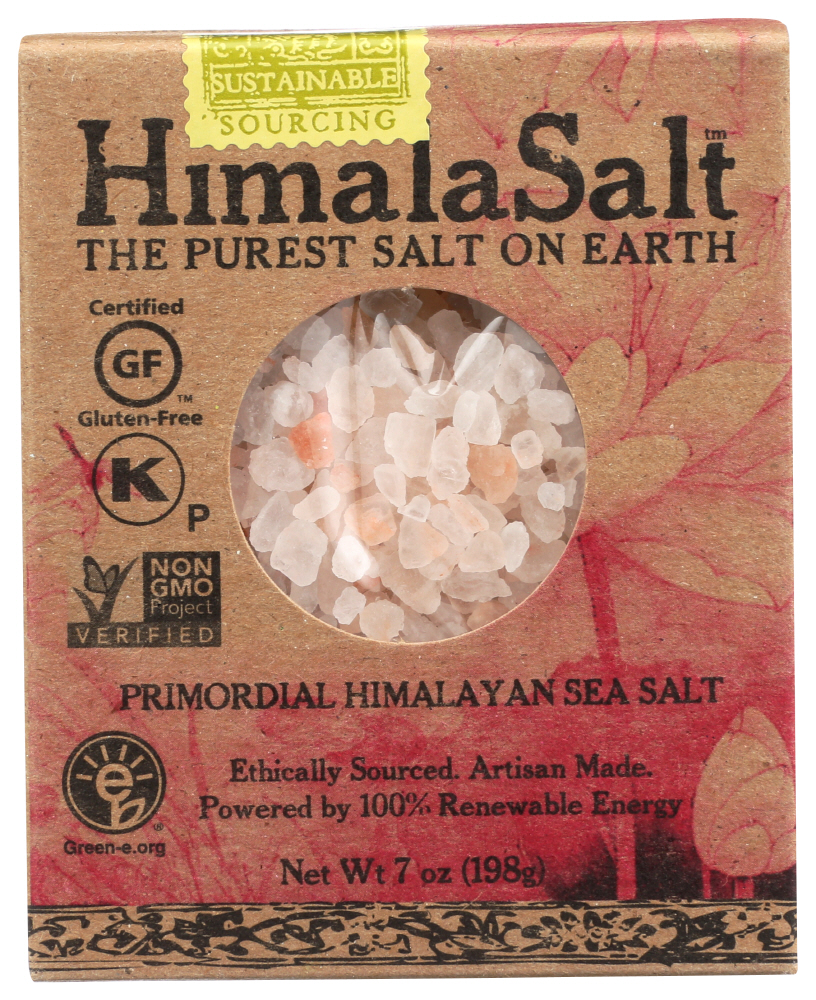 SUSTAINABLE
SOURCING
HimalaSalt™
THE PUREST SALT ON EARTH
Certified
GF
™
Gluten-Free
K
P
NON
GMO
Project
VERIFIED
PRIMORDIAL HIMALAYAN SEA SALT
e
®
Green-e.org
Ethically Sourced. Artisan Made.
Powered by 100% Renewable Energy
Net Wt 7 oz (198g)